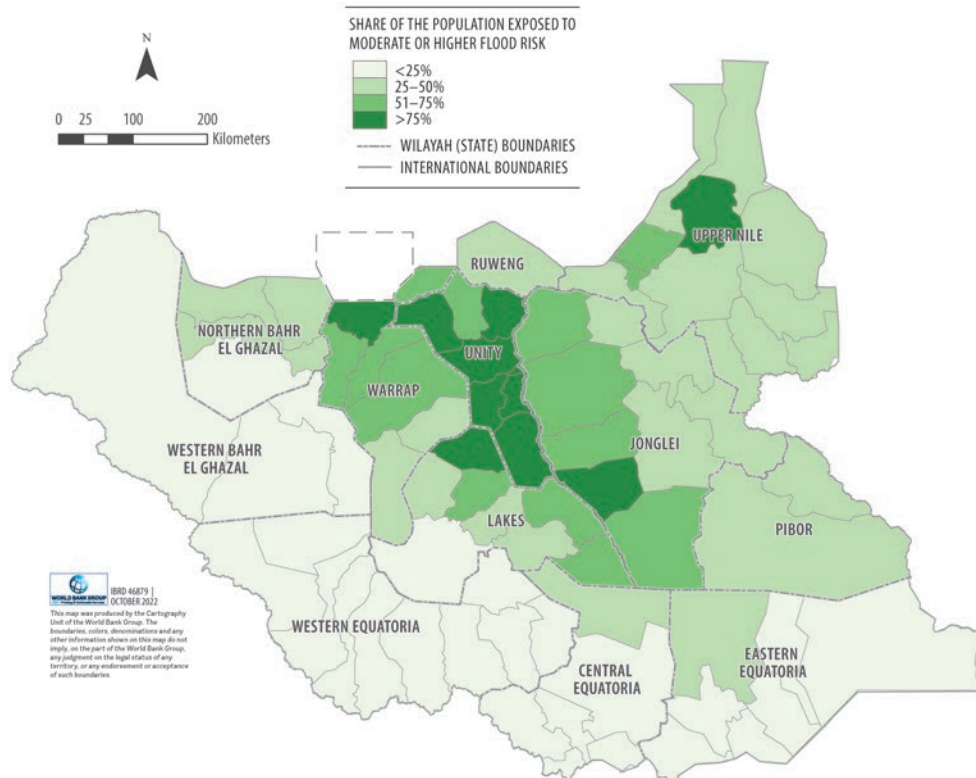 SHARE OF THE POPULATION EXPOSED TO
MODERATE OR HIGHER FLOOD RISK
<25%
25–50%
51–75%
>75%
WILAYAH (STATE) BOUNDARIES
INTERNATIONAL BOUNDARIES
N
0 25 100 200
Kilometers
UPPER NILE
RUWENG
NORTHERN BAHR
EL GHAZAL
UNITY
WARRAP
WESTERN BAHR
EL GHAZAL
JONGLEI
LAKES
PIBOR
WESTERN EQUATORIA
CENTRAL
EQUATORIA
EASTERN
EQUATORIA
WORLD BANK GROUP
IBRD 46879 |
OCTOBER 2022
This map was produced by the Cartography
Unit of the World Bank Group. The
boundaries, colors, denominations and any
other information shown on this map do not
imply, on the part of the World Bank Group,
any judgment on the legal status of any
territory, or any endorsement or acceptance
of such boundaries.